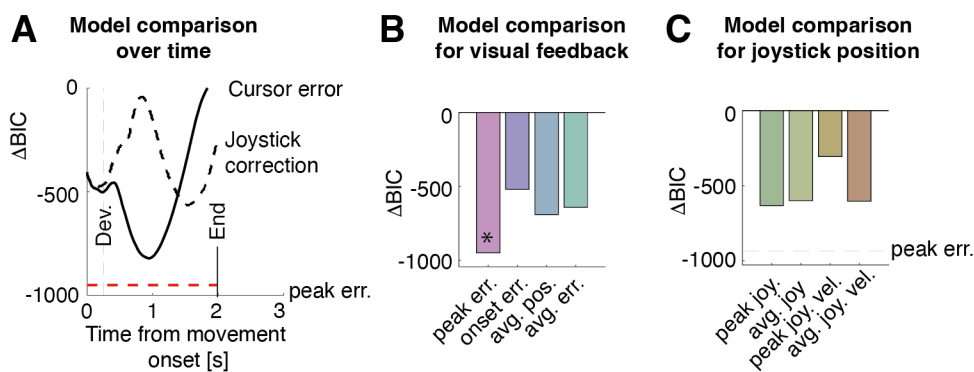 A
Model comparison
over time
ΔBIC
0
-500
-1000
Cursor error
Joystick
correction
Dev.
End
peak err.
0
1
2
3
Time from movement
onset [s]
B
Model comparison
for visual feedback
ΔBIC
0
-500
-1000
*
peak err.
onset err.
avg. pos.
avg. err.
C
Model comparison
for joystick position
ΔBIC
0
-500
-1000
peak err.
peak joy.
avg. joy
peak joy. vel.
avg. joy. vel.